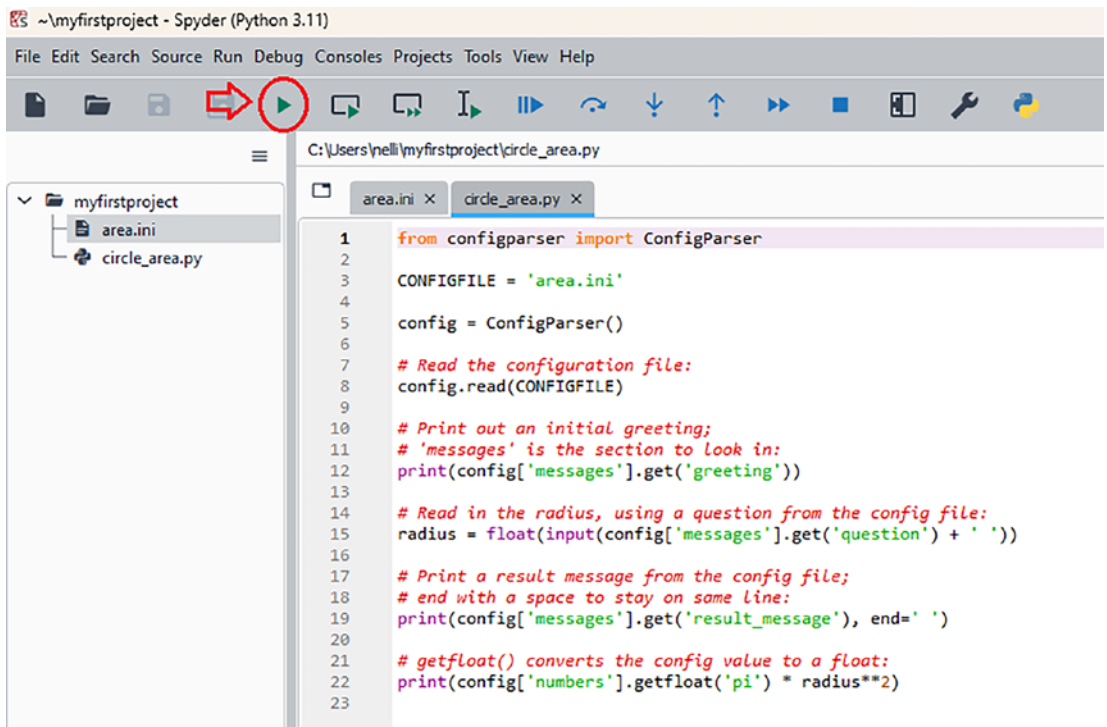 ~\myfirstproject - Spyder (Python 3.11)
File Edit Search Source Run Debug Consoles Projects Tools View Help
C:\Users\nelli\myfirstproject\circle_area.py
myfirstproject
area.ini
circle_area.py
area.ini × circle_area.py ×
1 from configparser import ConfigParser
2
3 CONFIGFILE = 'area.ini'
4
5 config = ConfigParser()
6
7 # Read the configuration file:
8 config.read(CONFIGFILE)
9
10 # Print out an initial greeting;
11 # 'messages' is the section to look in:
12 print(config['messages'].get('greeting'))
13
14 # Read in the radius, using a question from the config file:
15 radius = float(input(config['messages'].get('question') + ' '))
16
17 # Print a result message from the config file;
18 # end with a space to stay on same line:
19 print(config['messages'].get('result_message'), end=' ')
20
21 # getfloat() converts the config value to a float:
22 print(config['numbers'].getfloat('pi') * radius**2)
23